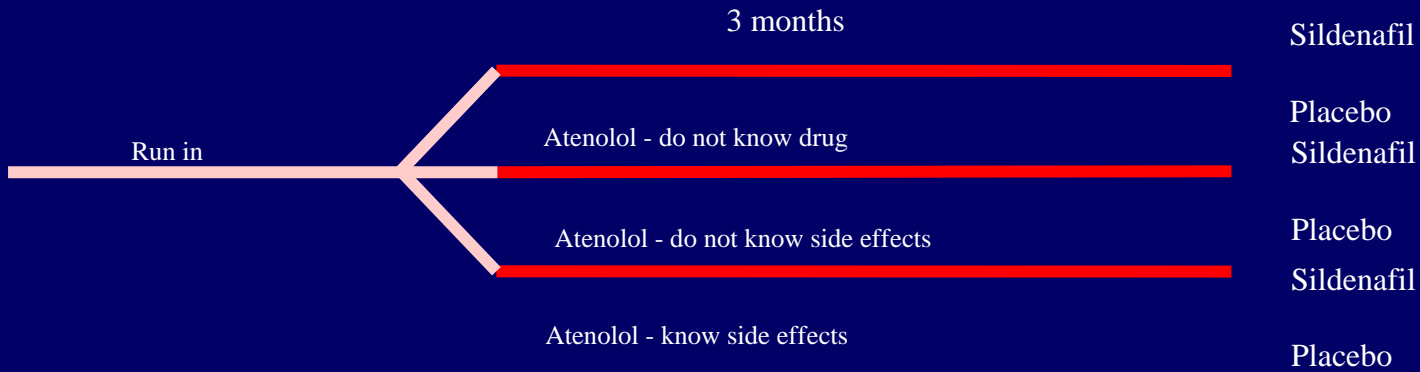 3 months
Sildenafil
Placebo
Run in
Atenolol - do not know drug
Sildenafil
Atenolol - do not know side effects
Placebo
Sildenafil
Atenolol - know side effects
Placebo